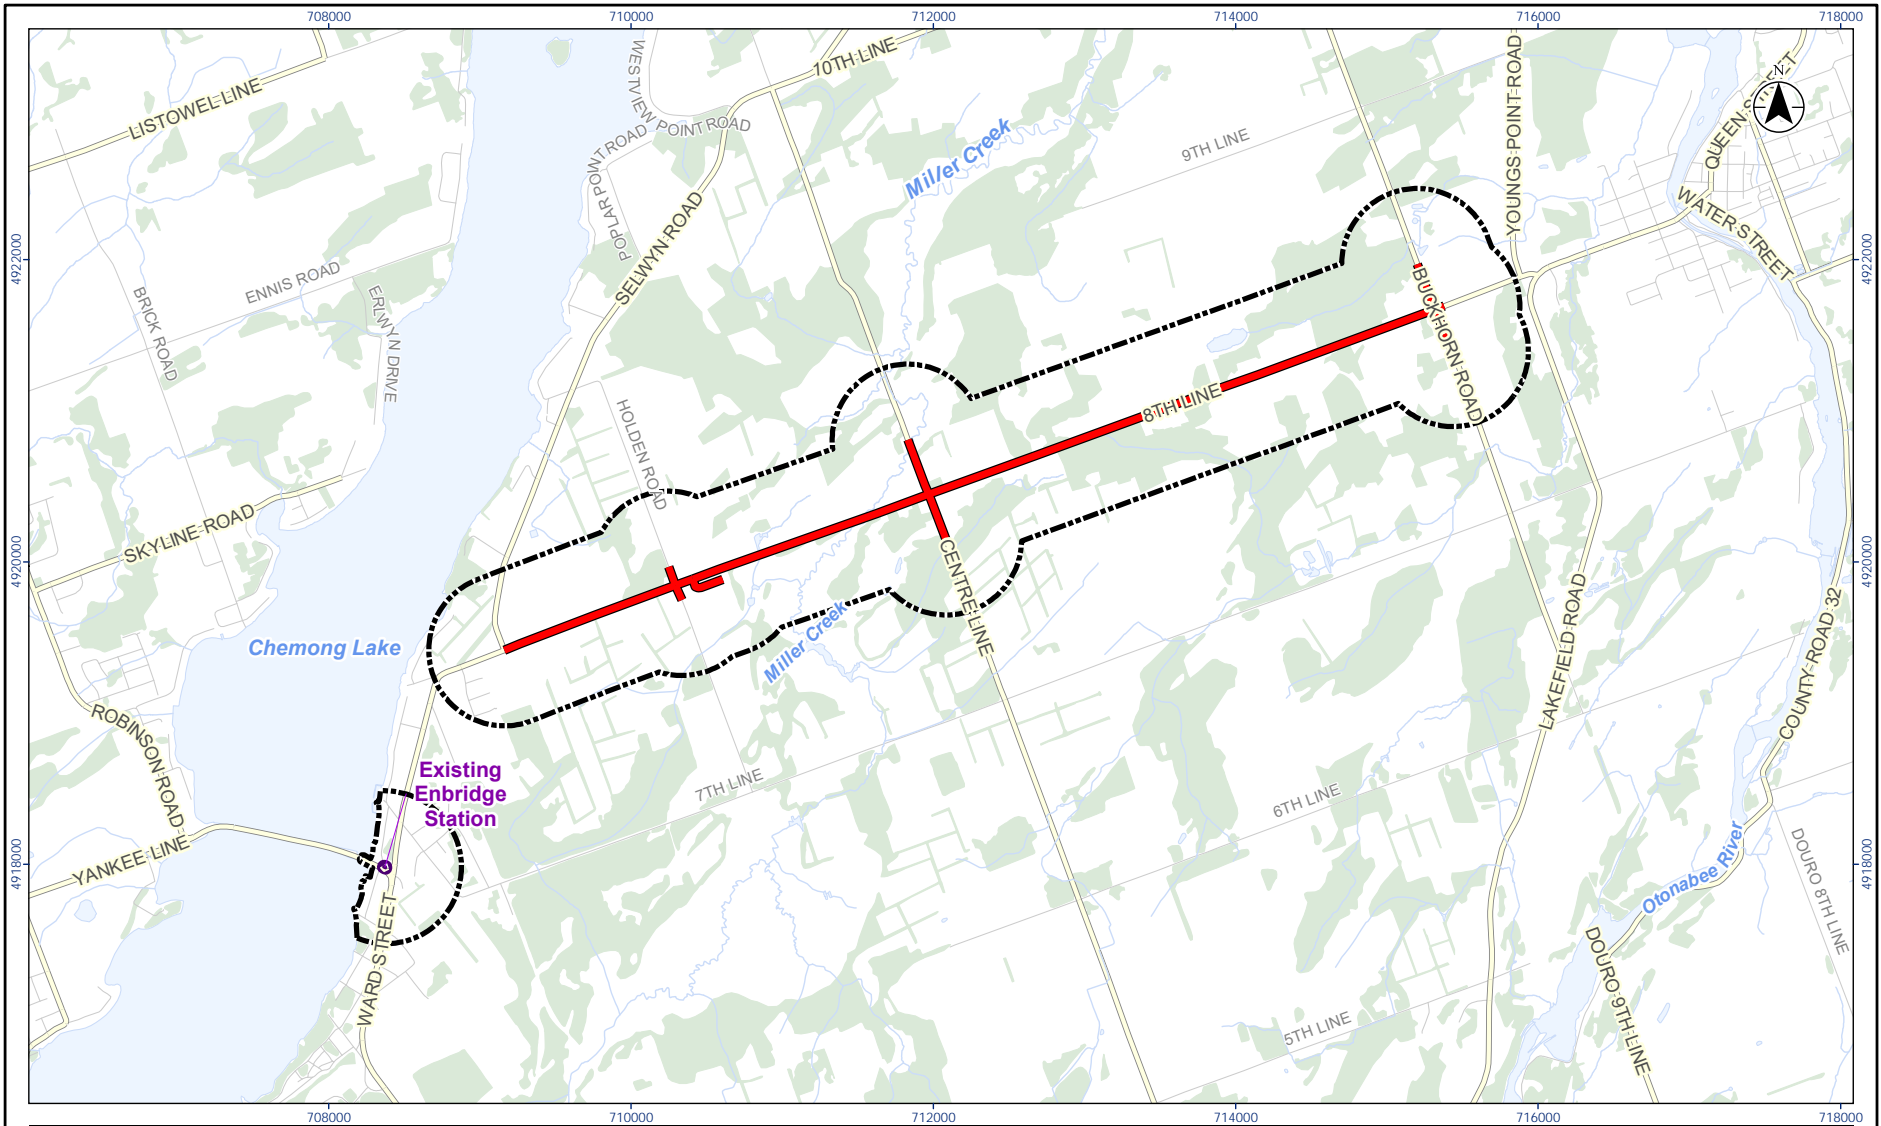 708000
710000
712000
714000
716000
718000
4922000
4920000
4918000
4922000
4920000
4918000
N
LISTOWEL LINE
WESTVIEW POINT ROAD
10TH LINE
POPLAR POINT ROAD
Miller Creek
9TH LINE
YOUNGS POINT ROAD
QUEEN STREET
WATER STREET
ENNIS ROAD
BRICK ROAD
ERLWYN DRIVE
SELWYN ROAD
BUCKHORN ROAD
8TH LINE
HOLDEN ROAD
SKYLINE ROAD
CENTRE LINE
Chemong Lake
Miller Creek
LAKEFIELD ROAD
COUNTY ROAD 32
ROBINSON ROAD
Existing
Enbridge
Station
7TH LINE
6TH LINE
YANKEE LINE
Otonabee River
DOURO 8TH LINE
WARD STREET
5TH LINE
DOURO 9TH LINE
708000
710000
712000
714000
716000
718000